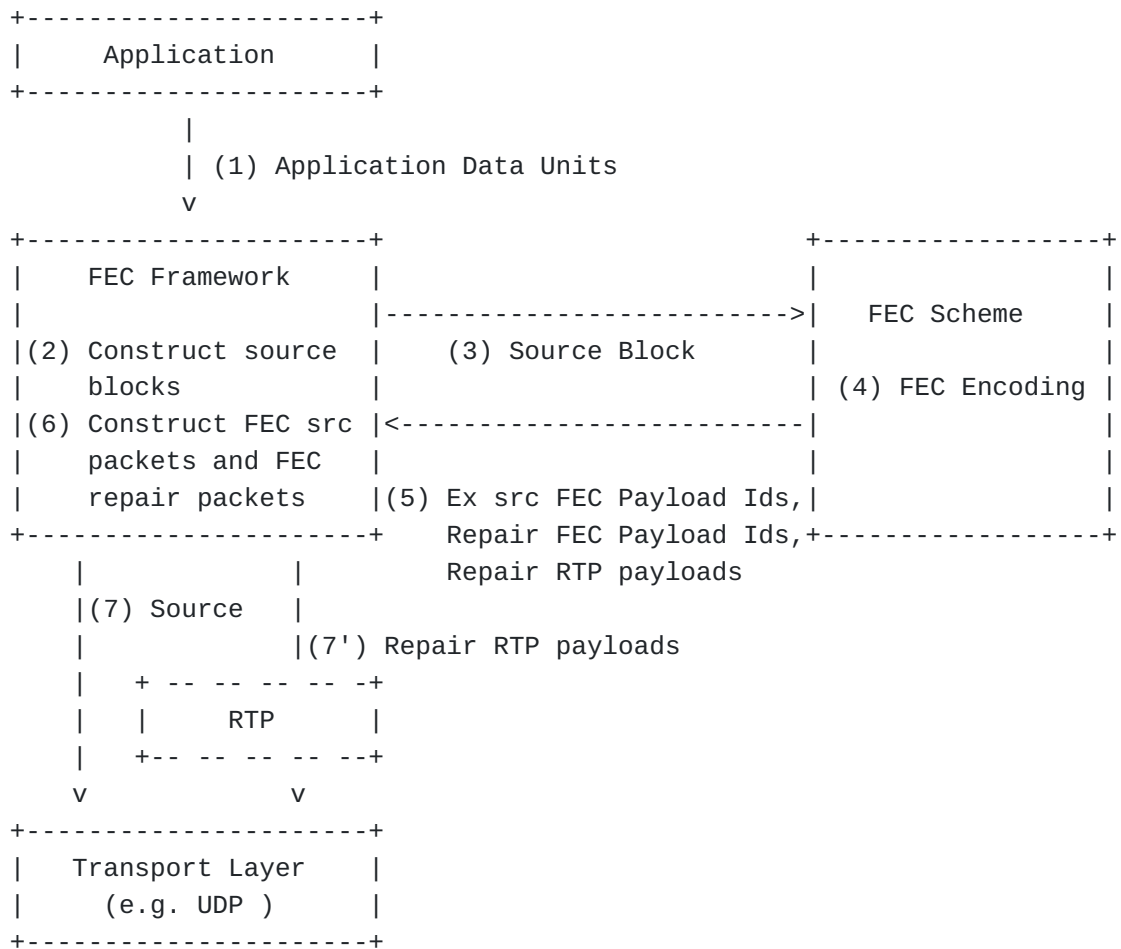 +----------------------+
|     Application      |
+----------------------+
           |
           | (1) Application Data Units
           v
+----------------------+                           +------------------+
|    FEC Framework     |                           |                  |
|                      |-------------------------->|   FEC Scheme     |
|(2) Construct source  |    (3) Source Block       |                  |
|    blocks            |                           | (4) FEC Encoding |
|(6) Construct FEC src |<--------------------------|                  |
|    packets and FEC   |                           |                  |
|    repair packets    |(5) Ex src FEC Payload Ids,|                  |
+----------------------+    Repair FEC Payload Ids,+------------------+
    |             |         Repair RTP payloads
    |(7) Source   |
    |             |(7') Repair RTP payloads
    |   + -- -- -- -- -+
    |   |     RTP      |
    |   +-- -- -- -- --+
    v             v
+----------------------+
|   Transport Layer    |
|     (e.g. UDP )      |
+----------------------+